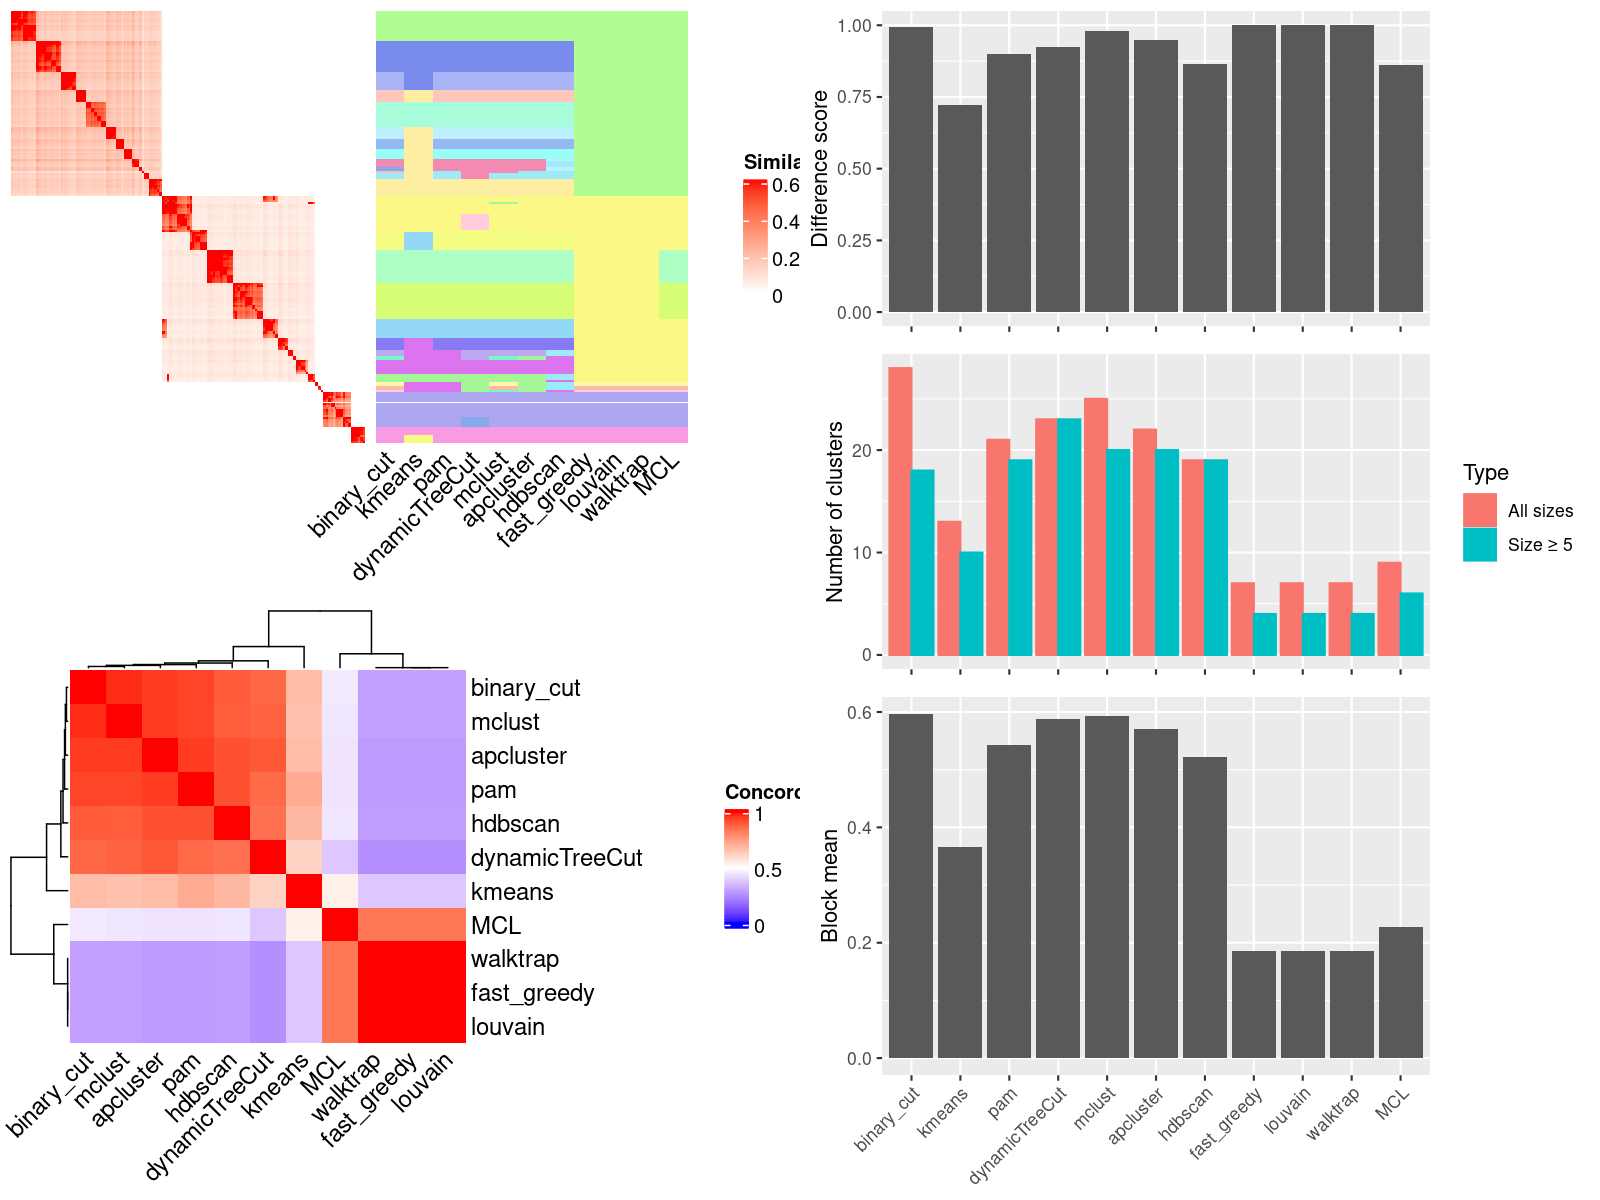 Simila
0.6
0.4
0.2
0
binary_cut
kmeans
pam
dynamicTreeCut
mclust
apcluster
hdbscan
fast_greedy
louvain
walktrap
MCL
binary_cut
mclust
apcluster
pam
hdbscan
dynamicTreeCut
kmeans
MCL
walktrap
fast_greedy
louvain
Concord
1
0.5
0
binary_cut
mclust
apcluster
pam
hdbscan
dynamicTreeCut
kmeans
MCL
walktrap
fast_greedy
louvain
Difference score
1.00
0.75
0.50
0.25
0.00
Number of clusters
20
10
0
Type
All sizes
Size ≥ 5
Block mean
0.6
0.4
0.2
0.0
binary_cut
kmeans
pam
dynamicTreeCut
mclust
apcluster
hdbscan
fast_greedy
louvain
walktrap
MCL